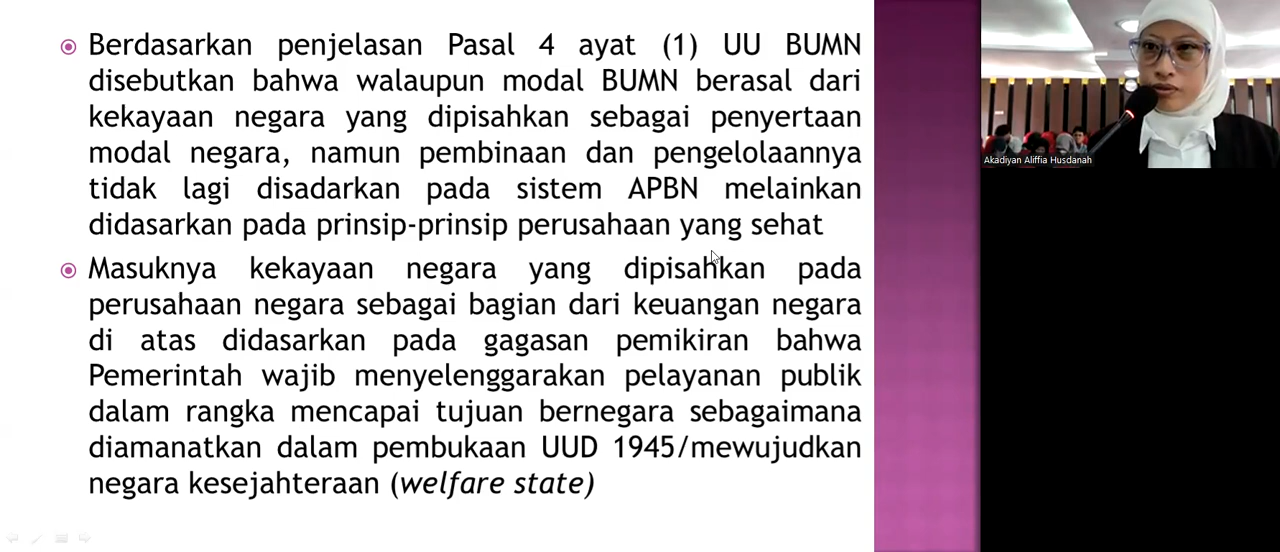 Berdasarkan penjelasan Pasal 4 ayat (1) UU BUMN
disebutkan bahwa walaupun modal BUMN berasal dari
kekayaan negara yang dipisahkan sebagai penyertaan
modal negara, namun pembinaan dan pengelolaannya
tidak lagi disadarkan pada sistem APBN melainkan
didasarkan pada prinsip-prinsip perusahaan yang sehat
Masuknya kekayaan negara yang dipisahkan pada
perusahaan negara sebagai bagian dari keuangan negara
di atas didasarkan pada gagasan pemikiran bahwa
Pemerintah wajib menyelenggarakan pelayanan publik
dalam rangka mencapai tujuan bernegara sebagaimana
diamanatkan dalam pembukaan UUD 1945/mewujudkan
negara kesejahteraan (welfare state)
Akadiyan Aliffia Husdanah